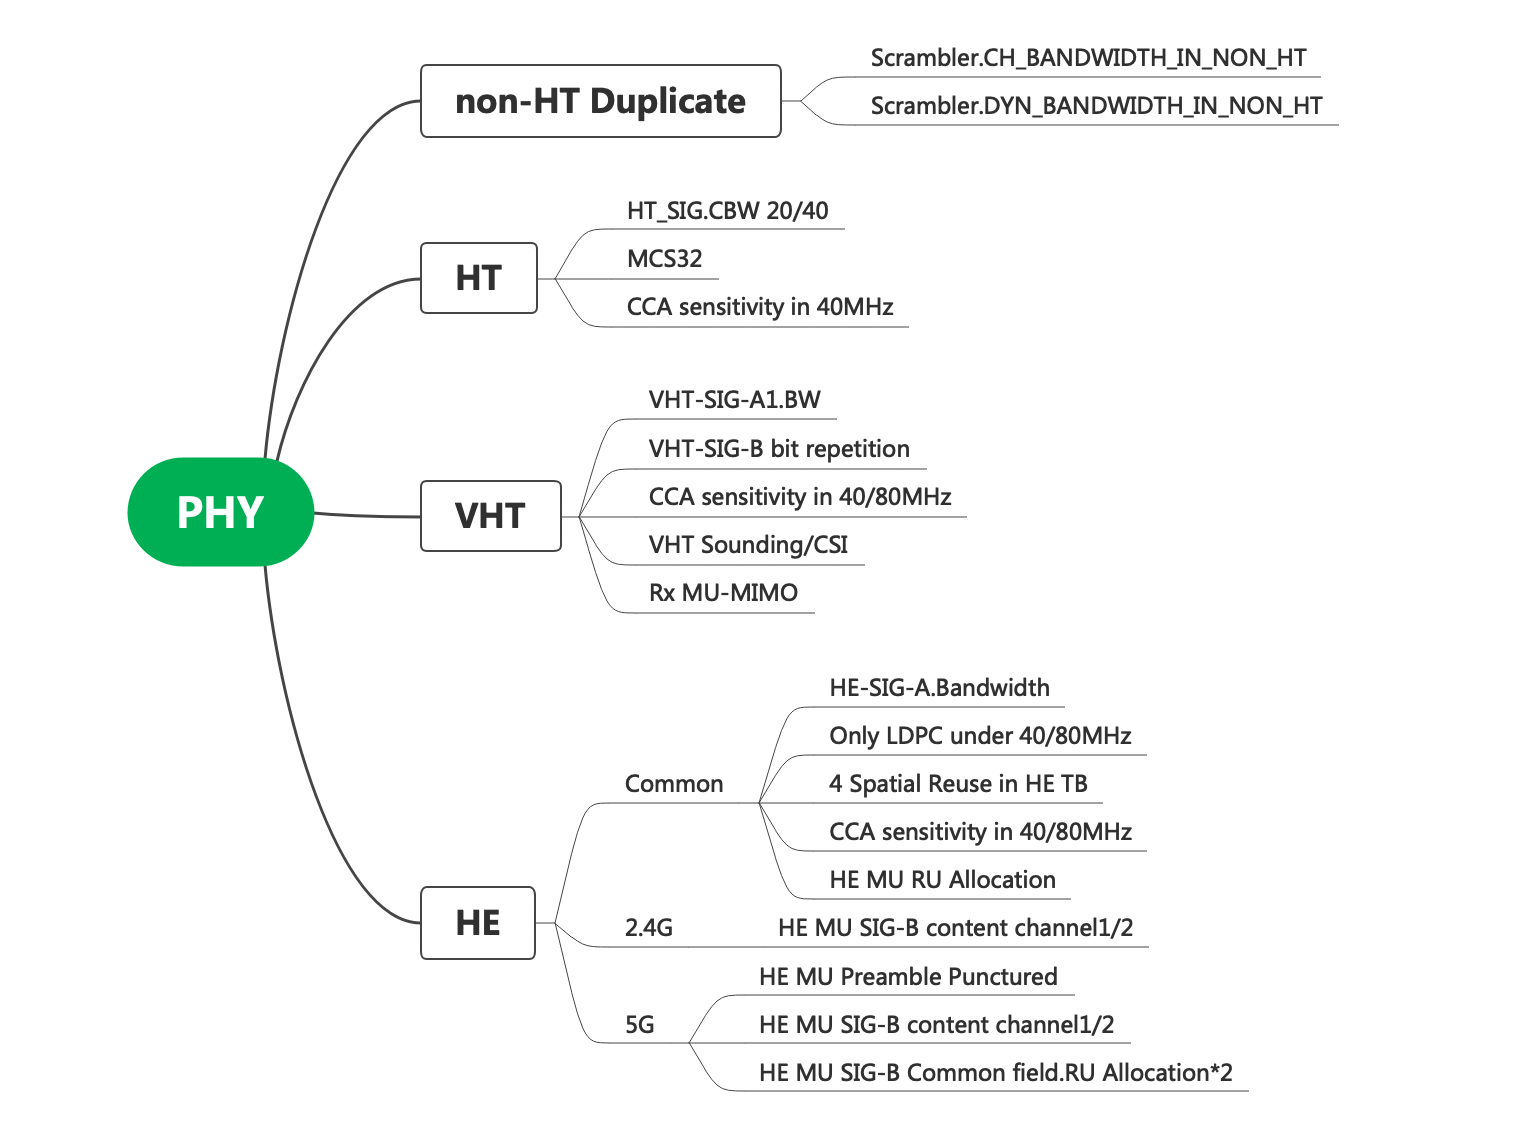 PHY
non-HT Duplicate
Scrambler.CH_BANDWIDTH_IN_NON_HT
Scrambler.DYN_BANDWIDTH_IN_NON_HT
HT
HT_SIG.CBW 20/40
MCS32
CCA sensitivity in 40MHz
VHT
VHT-SIG-A1.BW
VHT-SIG-B bit repetition
CCA sensitivity in 40/80MHz
VHT Sounding/CSI
Rx MU-MIMO
HE
Common
HE-SIG-A.Bandwidth
Only LDPC under 40/80MHz
4 Spatial Reuse in HE TB
CCA sensitivity in 40/80MHz
HE MU RU Allocation
2.4G
HE MU SIG-B content channel1/2
5G
HE MU Preamble Punctured
HE MU SIG-B content channel1/2
HE MU SIG-B Common field.RU Allocation*2